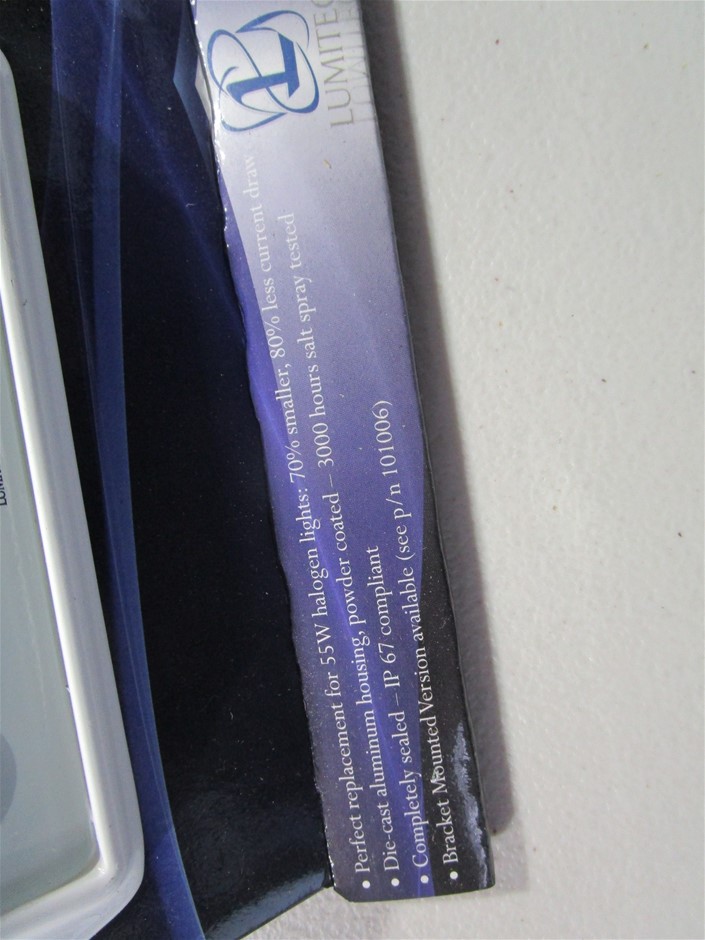 LUMITEC
• Perfect replacement for 55W halogen lights: 70% smaller, 80% less current draw
• Die-cast aluminum housing, powder coated – 3000 hours salt spray tested
• Completely sealed – IP 67 compliant
• Bracket Mounted Version available (see p/n 101006)